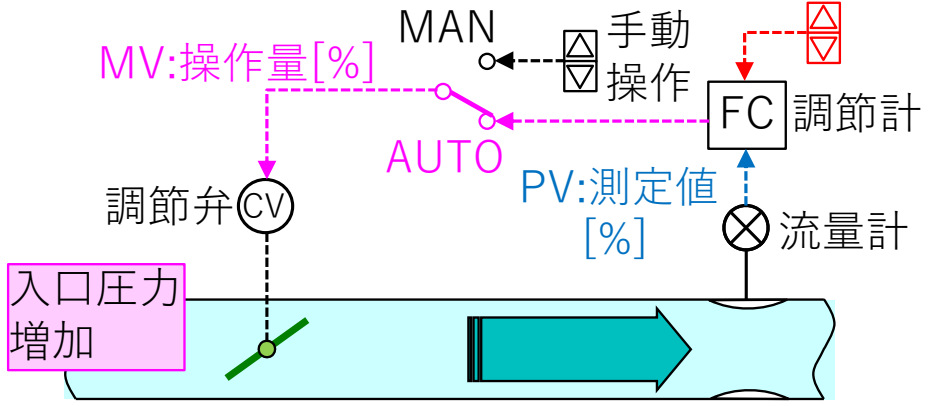 MAN
手動
操作
MV:操作量[%]
FC
調節計
AUTO
PV:測定値
[%]
調節弁
CV
流量計
入口圧力
増加